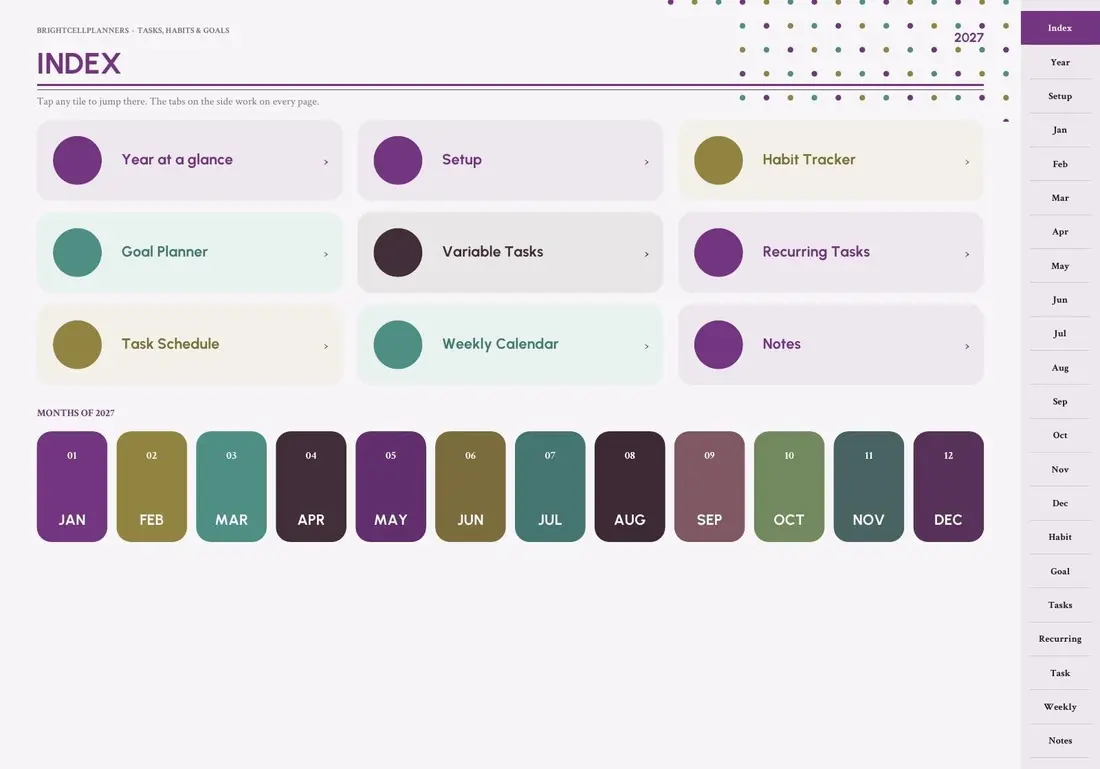 BRIGHTCELLPLANNERS · TASKS, HABITS & GOALS
2027
INDEX
Tap any tile to jump there. The tabs on the side work on every page.
Year at a glance ›
Setup ›
Habit Tracker ›
Goal Planner ›
Variable Tasks ›
Recurring Tasks ›
Task Schedule ›
Weekly Calendar ›
Notes ›
MONTHS OF 2027
01
JAN
02
FEB
03
MAR
04
APR
05
MAY
06
JUN
07
JUL
08
AUG
09
SEP
10
OCT
11
NOV
12
DEC
Index
Year
Setup
Jan
Feb
Mar
Apr
May
Jun
Jul
Aug
Sep
Oct
Nov
Dec
Habit
Goal
Tasks
Recurring
Task
Weekly
Notes